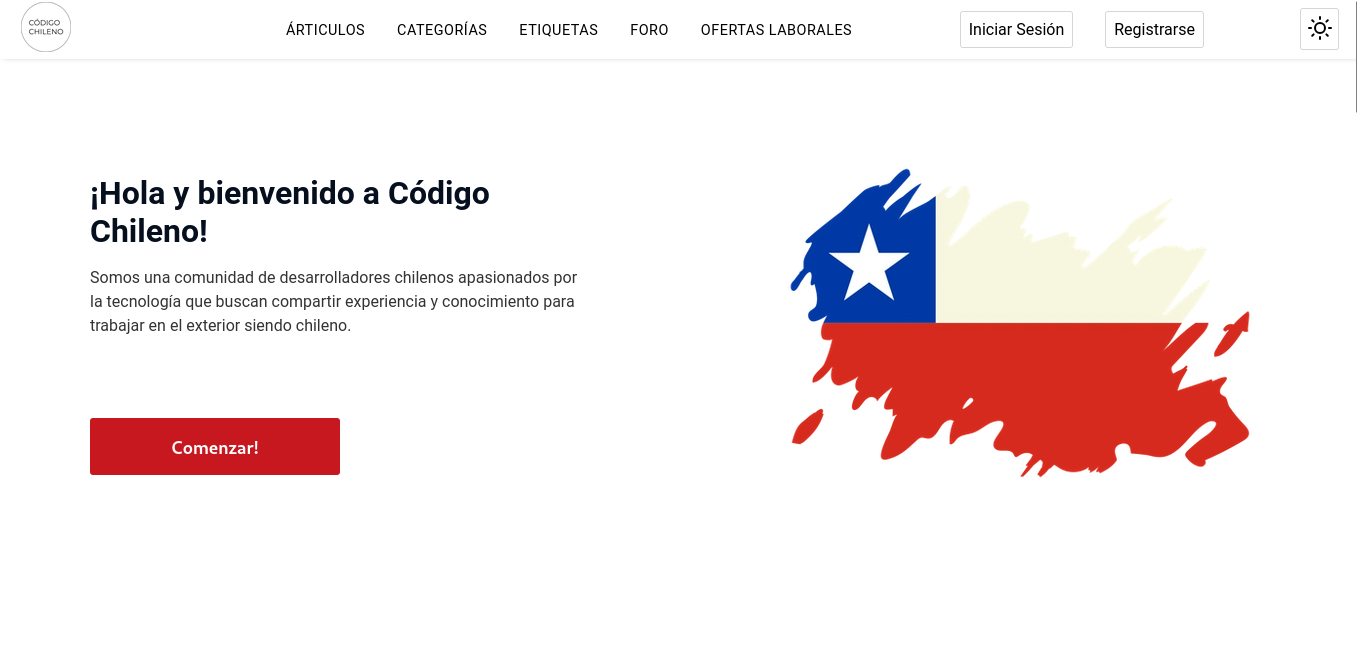 CÓDIGO
CHILENO
ÁRTICULOS
CATEGORÍAS
ETIQUETAS
FORO
OFERTAS LABORALES
Iniciar Sesión
Registrarse
¡Hola y bienvenido a Código
Chileno!
Somos una comunidad de desarrolladores chilenos apasionados por
la tecnología que buscan compartir experiencia y conocimiento para
trabajar en el exterior siendo chileno.
Comenzar!